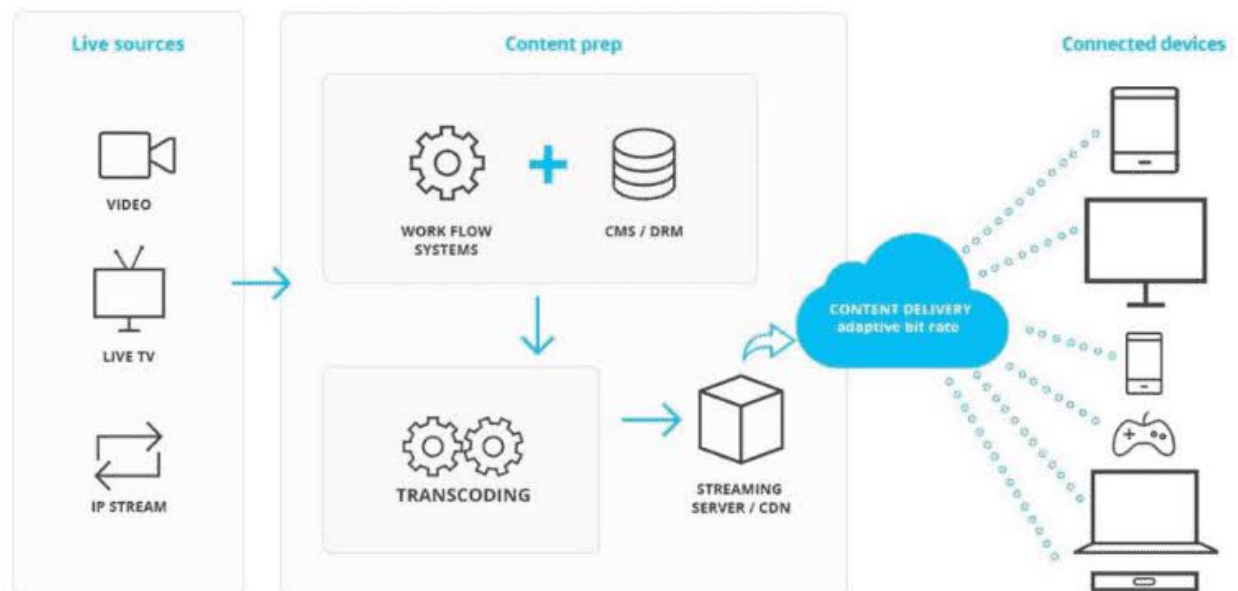 Live sources
Content prep
Connected devices
VIDEO
LIVE TV
IP STREAM
WORK FLOW
SYSTEMS
CMS / DRM
TRANSCODING
STREAMING
SERVER / CDN
CONTENT DELIVERY
adaptive bit rate